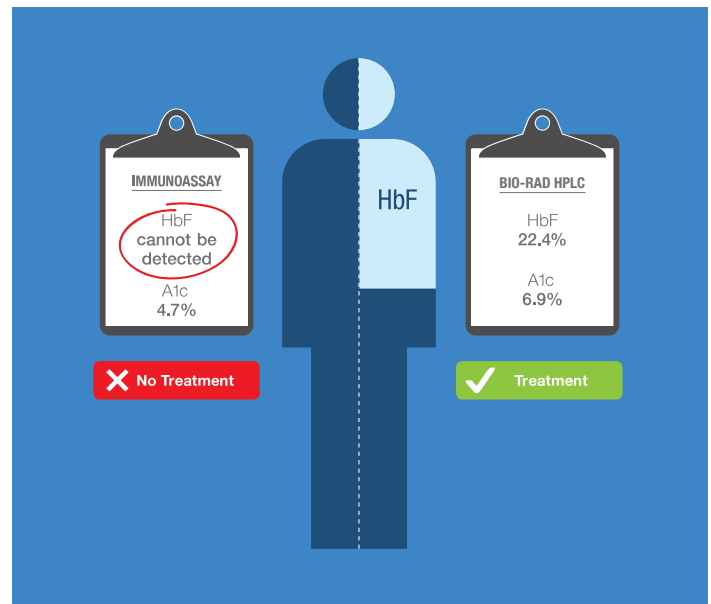 IMMUNOASSAY
HbF
cannot be
detected
A1c
4.7%
No Treatment
HbF
BIO-RAD HPLC
HbF
22.4%
A1c
6.9%
Treatment